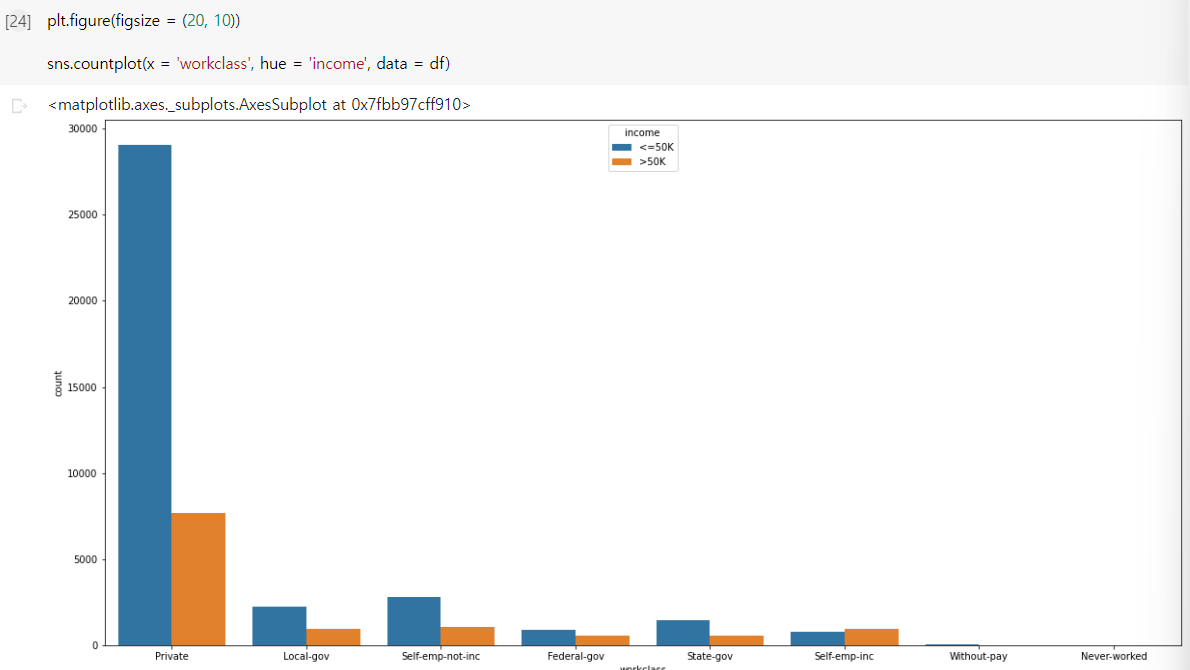 [24] plt.figure(figsize = (20, 10))
sns.countplot(x = 'workclass', hue = 'income', data = df)
<matplotlib.axes._subplots.AxesSubplot at 0x7fbb97cff910>
income
<=50K
>50K
30000
25000
20000
15000
10000
5000
0
count
Private Local-gov Self-emp-not-inc Federal-gov State-gov Self-emp-inc Without-pay Never-worked
workclass